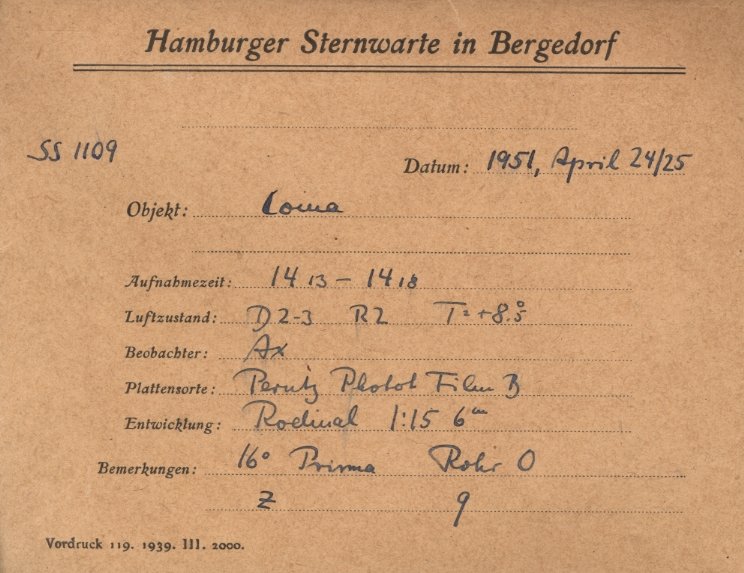 Hamburger Sternwarte in Bergedorf
SS 1109
Datum: 1951, April 24/25
Objekt: Coma
Aufnahmezeit: 14 13 – 14 18
Luftzustand: D 2-3 R 2 T = +8.°5
Beobachter: Ax
Plattensorte: Perutz Photot Film B
Entwicklung: Rodinal 1:15 6ᵐ
Bemerkungen: 16° Prisma Rohr O
Z 9
Vordruck 119. 1939. III. 2000.